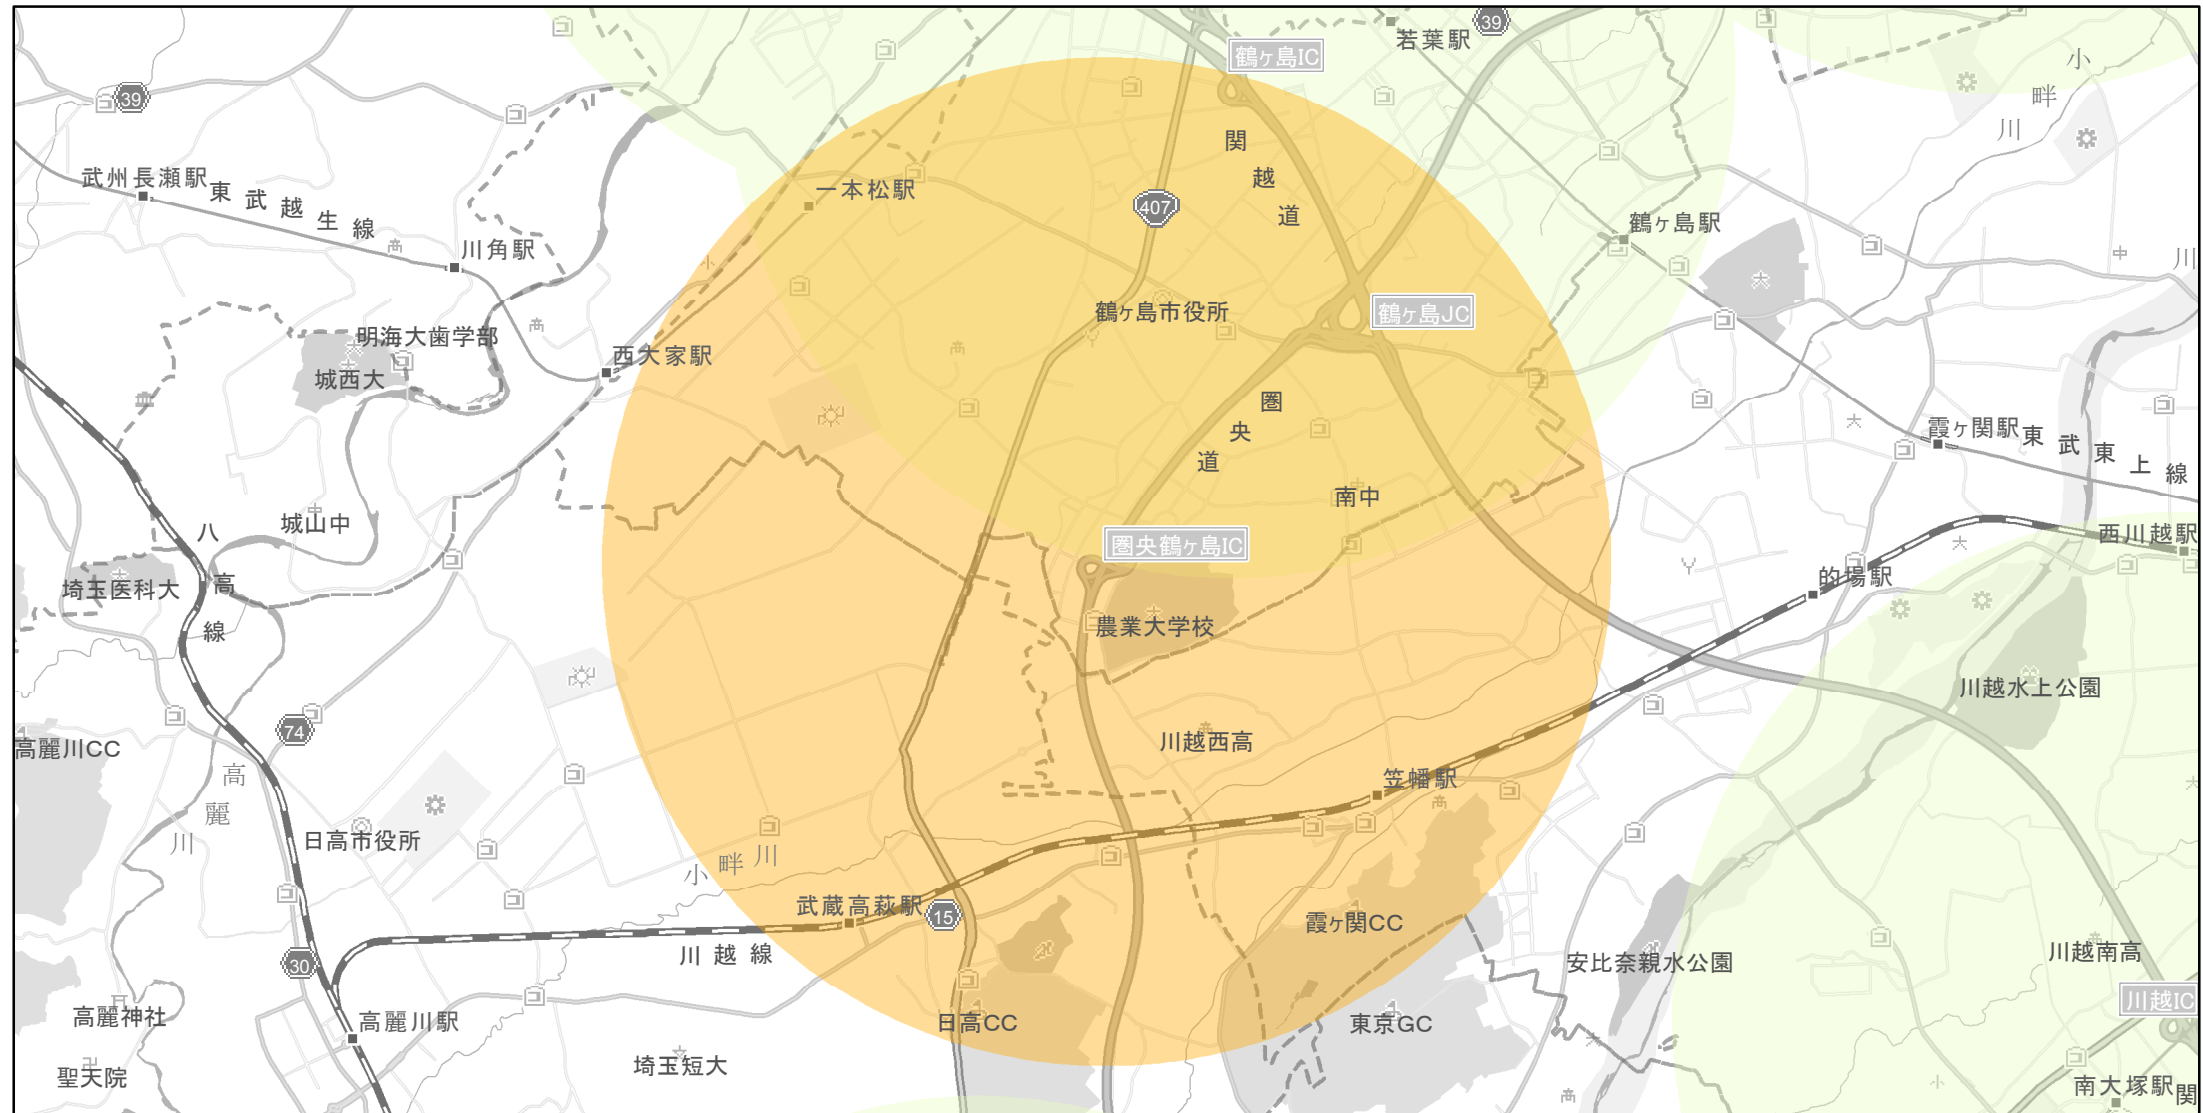 若葉駅
39
鶴ヶ島IC
小畔川
39
関越道
武州長瀬駅
東武越生線
一本松駅
407
鶴ヶ島駅
川角駅
川
鶴ヶ島市役所
鶴ヶ島JC
明海大歯学部
西大家駅
城西大
圏央道
霞ヶ関駅
東武東上線
南中
城山中
八高線
圏央鶴ヶ島IC
西川越駅
埼玉医科大
的場駅
農業大学校
川越水上公園
74
高麗川CC
川越西高
笠幡駅
高麗川
日高市役所
小畔川
武蔵高萩駅
15
霞ヶ関CC
川越線
30
安比奈親水公園
川越南高
川越IC
高麗神社
高麗川駅
日高CC
東京GC
聖天院
埼玉短大
南大塚駅
関